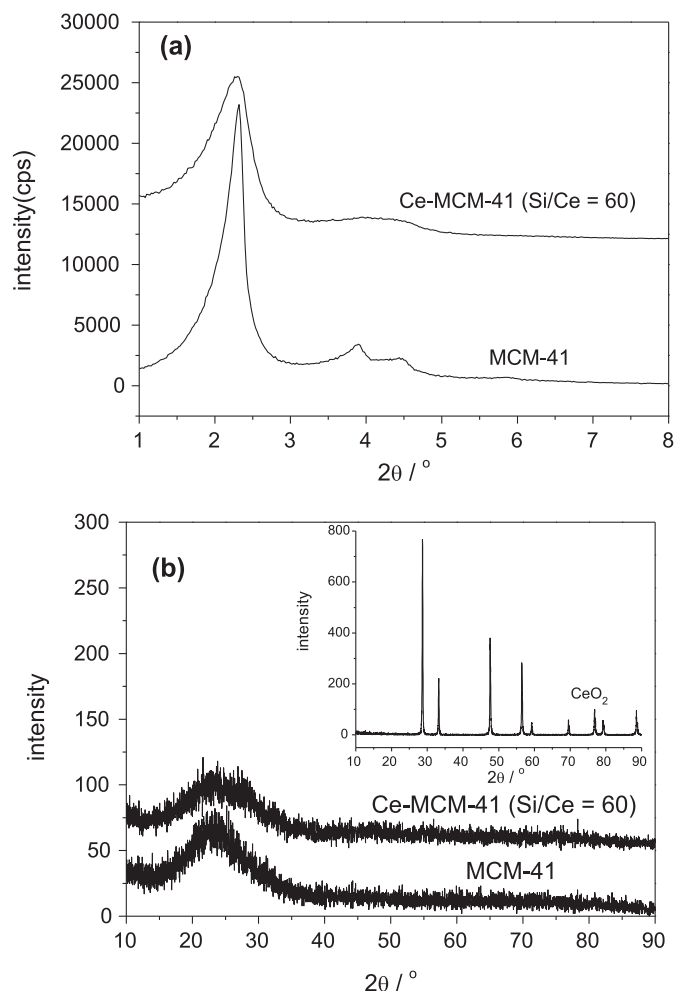 30000
(a)
25000
20000
Ce-MCM-41 (Si/Ce = 60)
15000
10000
5000
MCM-41
0
intensity(cps)
1 2 3 4 5 6 7 8
2θ / °
300
(b)
250
200
150
100
50
0
intensity
800
600
400
200
0
intensity
CeO₂
10 20 30 40 50 60 70 80 90
2θ / °
Ce-MCM-41 (Si/Ce = 60)
MCM-41
10 20 30 40 50 60 70 80 90
2θ / °